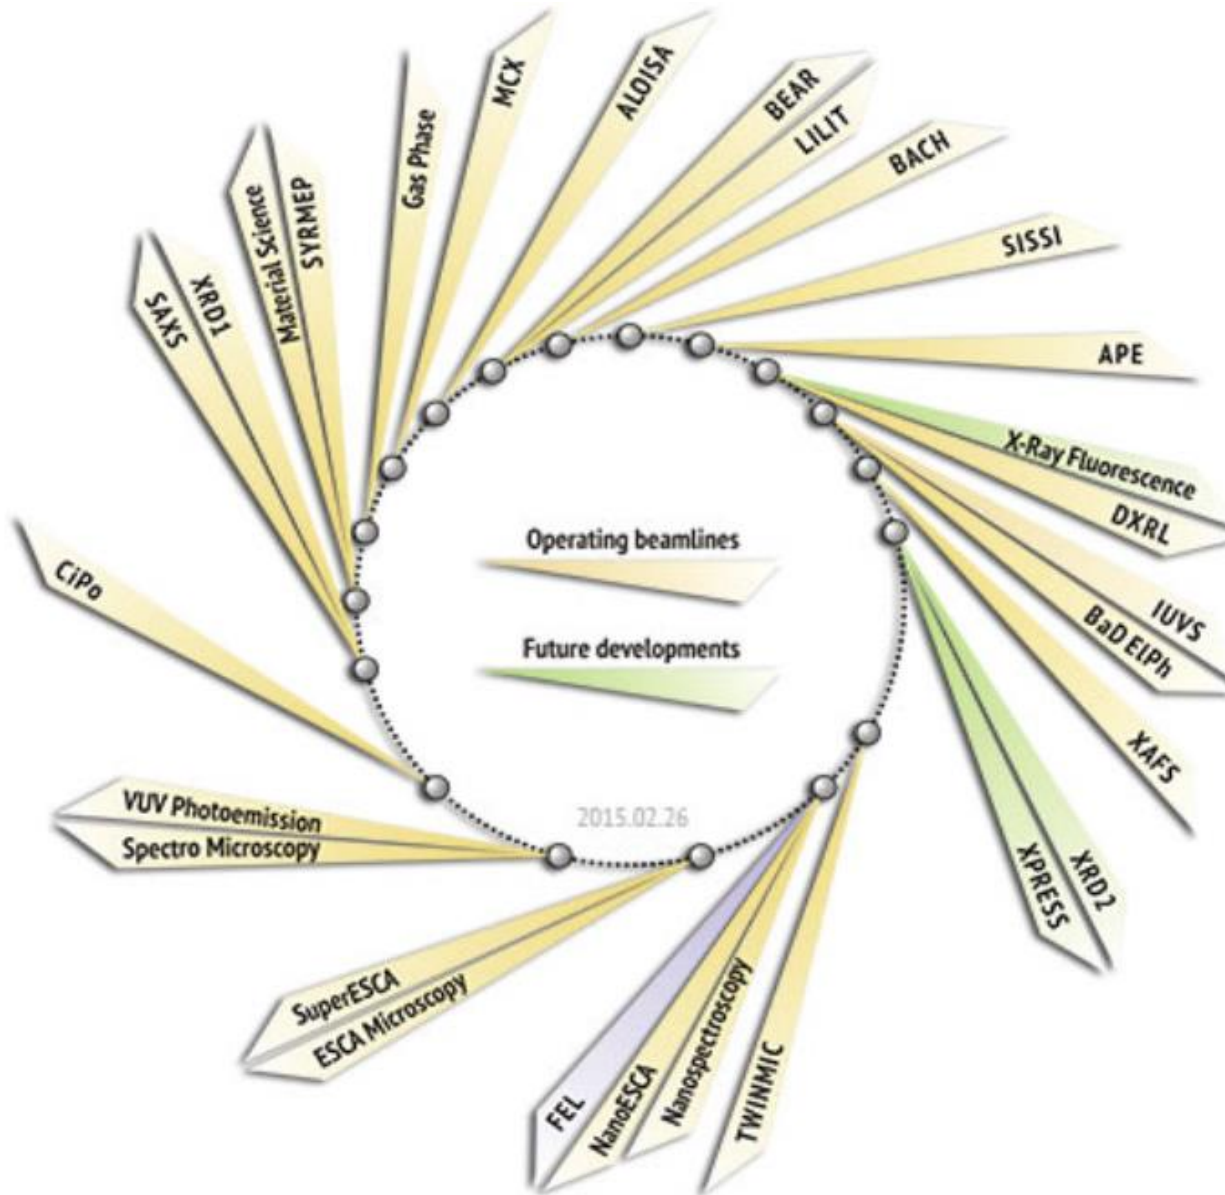 MCX
ALOISA
BEAR
LILIT
BACH
Gas Phase
SYRMEP
Material Science
SISSI
XRD1
SAXS
APE
X-Ray Fluorescence
DXRL
Operating beamlines
CiPo
IUVS
BaD ElPh
Future developments
XAFS
VUV Photoemission
Spectro Microscopy
2015.02.26
XRD2
XPRESS
SuperESCA
ESCA Microscopy
FEL
NanoESCA
Nanospectroscopy
TWINMIC